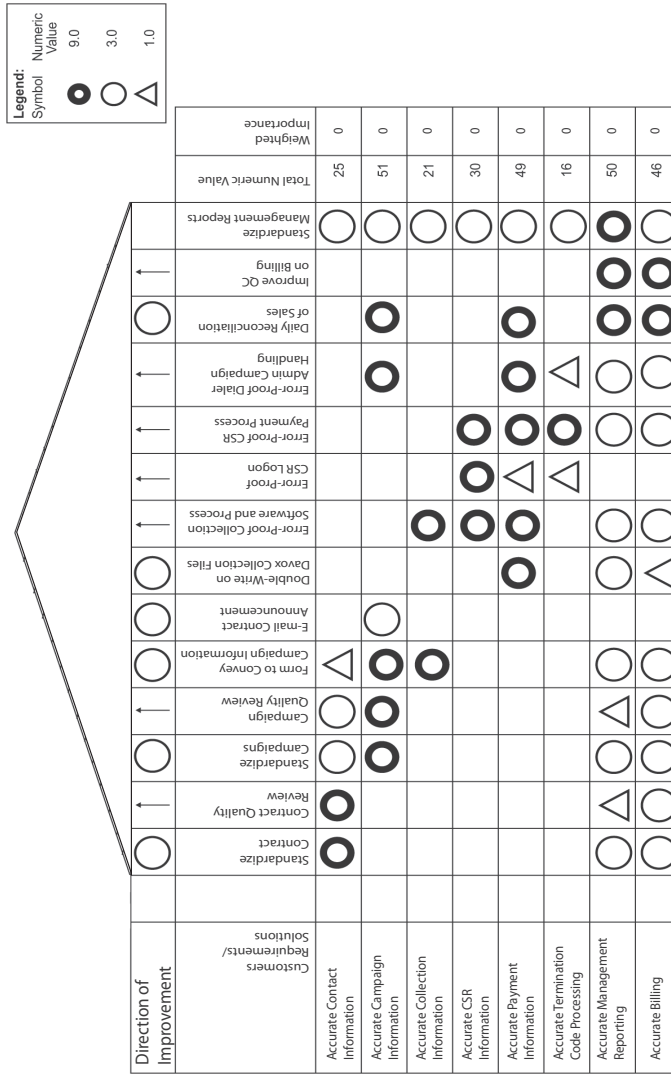 Legend:
Symbol Numeric
Value
9.0
3.0
1.0
Direction of
Improvement
Customers
Requirements/
Solutions
Standardize
Contract
Contract Quality
Review
Standardize
Campaigns
Campaign
Quality Review
Form to Convey
Campaign Information
E-mail Contract
Announcement
Double-Write on
Davox Collection Files
Error-Proof Collection
Software and Process
Error-Proof
CSR Logon
Error-Proof CSR
Payment Process
Error-Proof Dialer
Admin Campaign
Handling
Daily Reconciliation
of Sales
Improve QC
on Billing
Standardize
Management Reports
Total Numeric Value
Weighted
Importance
Accurate Contact
Information
25 0
Accurate Campaign
Information
51 0
Accurate Collection
Information
21 0
Accurate CSR
Information
30 0
Accurate Payment
Information
49 0
Accurate Termination
Code Processing
16 0
Accurate Management
Reporting
50 0
Accurate Billing
46 0